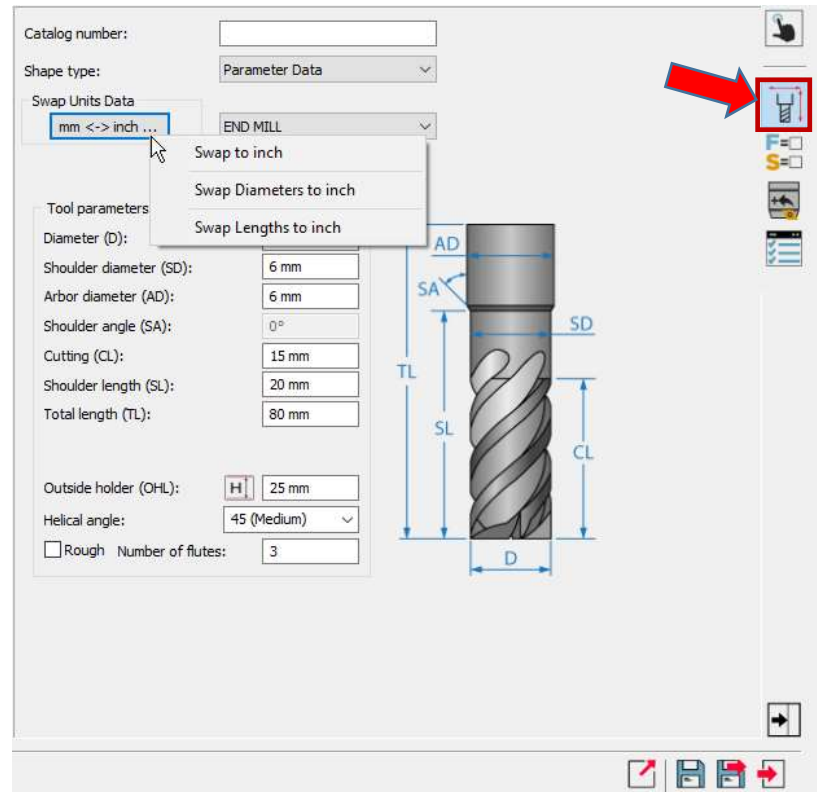 Catalog number:
Shape type: Parameter Data
Swap Units Data
mm <-> inch ... END MILL
Swap to inch
Swap Diameters to inch
Swap Lengths to inch
Tool parameters
Diameter (D):
Shoulder diameter (SD): 6 mm
Arbor diameter (AD): 6 mm
Shoulder angle (SA): 0°
Cutting (CL): 15 mm
Shoulder length (SL): 20 mm
Total length (TL): 80 mm
Outside holder (OHL): H 25 mm
Helical angle: 45 (Medium)
Rough Number of flutes: 3
AD
SA
SD
TL
SL
CL
D
F=
S=